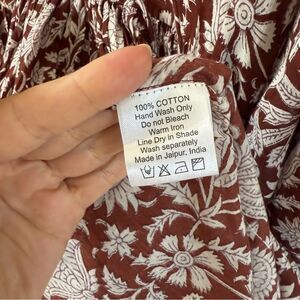 100% COTTON
Hand Wash Only
Do not Bleach
Warm Iron
Line Dry in Shade
Wash separately
Made in Jaipur, India